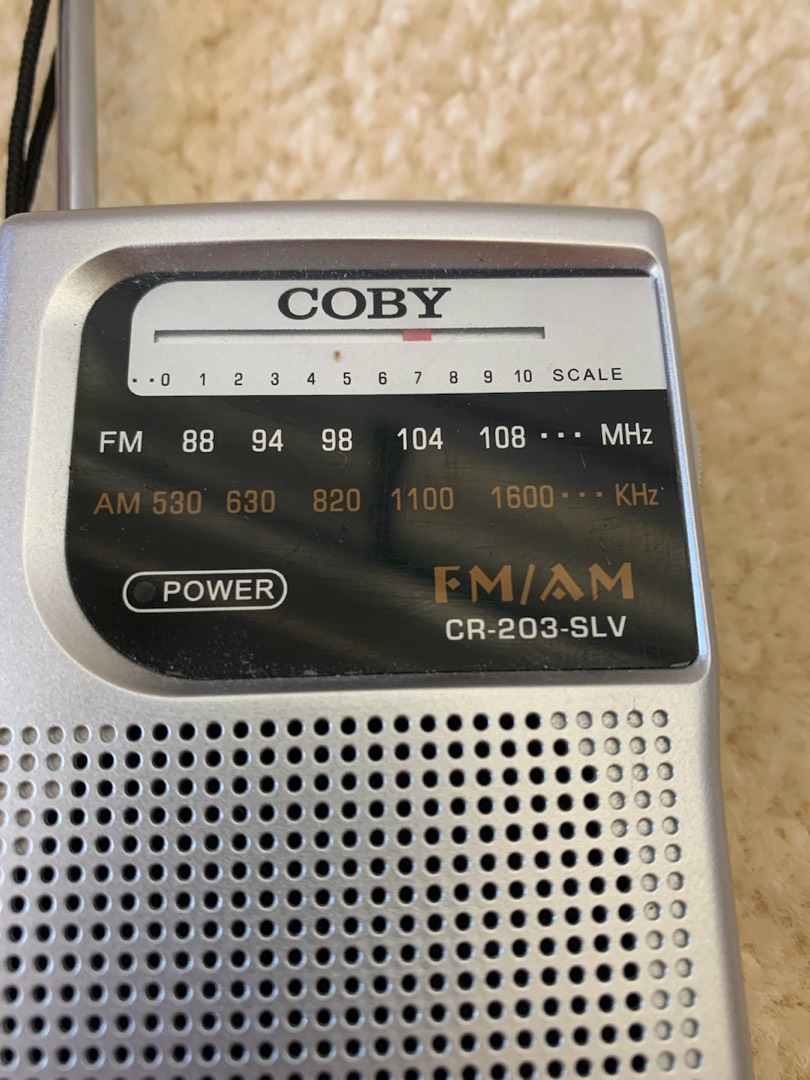 COBY
··0 1 2 3 4 5 6 7 8 9 10 SCALE
FM 88 94 98 104 108 ··· MHz
AM 530 630 820 1100 1600 ··· KHz
POWER
FM/AM
CR-203-SLV